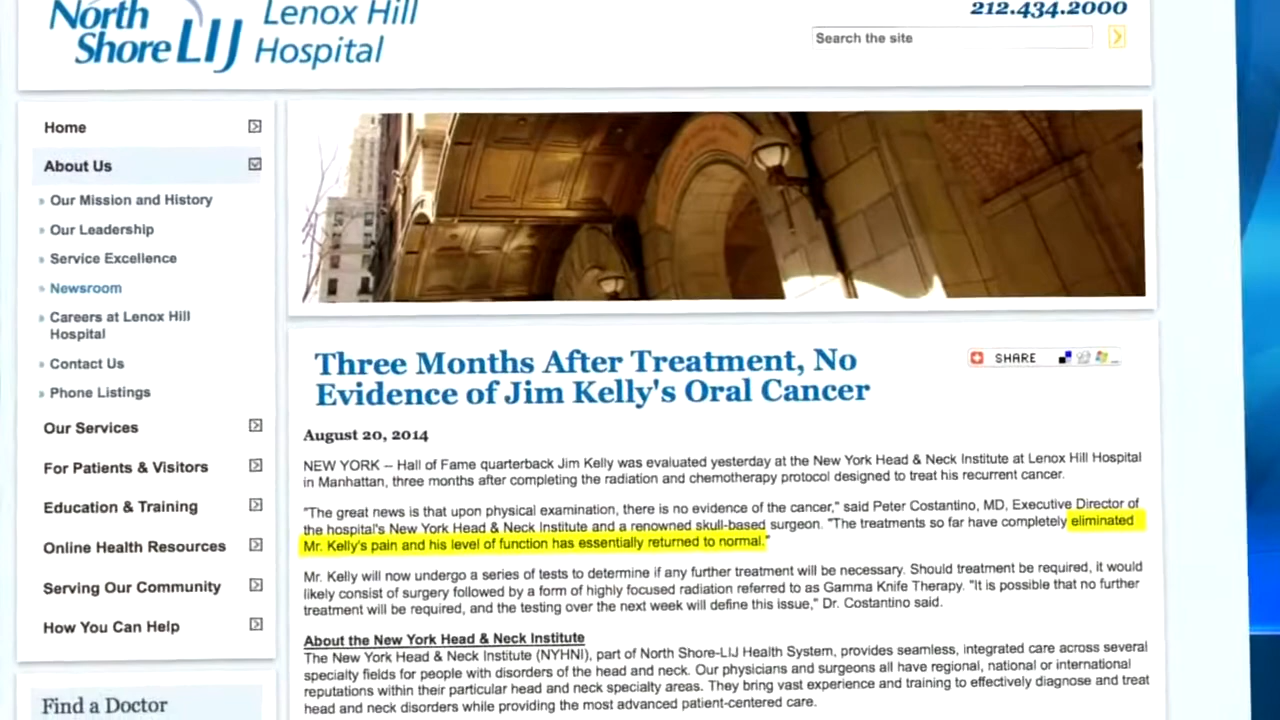 North
Shore LIJ
Lenox Hill
Hospital
212.434.2000
Search the site
Home
About Us
Our Mission and History
Our Leadership
Service Excellence
Newsroom
Careers at Lenox Hill
Hospital
Contact Us
Phone Listings
Our Services
For Patients & Visitors
Education & Training
Online Health Resources
Serving Our Community
How You Can Help
Find a Doctor
Three Months After Treatment, No
Evidence of Jim Kelly's Oral Cancer
SHARE
August 20, 2014
NEW YORK -- Hall of Fame quarterback Jim Kelly was evaluated yesterday at the New York Head & Neck Institute at Lenox Hill Hospital
in Manhattan, three months after completing the radiation and chemotherapy protocol designed to treat his recurrent cancer.
"The great news is that upon physical examination, there is no evidence of the cancer," said Peter Costantino, MD, Executive Director of
the hospital's New York Head & Neck Institute and a renowned skull-based surgeon. "The treatments so far have completely eliminated
Mr. Kelly's pain and his level of function has essentially returned to normal."
Mr. Kelly will now undergo a series of tests to determine if any further treatment will be necessary. Should treatment be required, it would
likely consist of surgery followed by a form of highly focused radiation referred to as Gamma Knife Therapy. "It is possible that no further
treatment will be required, and the testing over the next week will define this issue," Dr. Costantino said.
About the New York Head & Neck Institute
The New York Head & Neck Institute (NYHNI), part of North Shore-LIJ Health System, provides seamless, integrated care across several
specialty fields for people with disorders of the head and neck. Our physicians and surgeons all have regional, national or international
reputations within their particular head and neck specialty areas. They bring vast experience and training to effectively diagnose and treat
head and neck disorders while providing the most advanced patient-centered care.